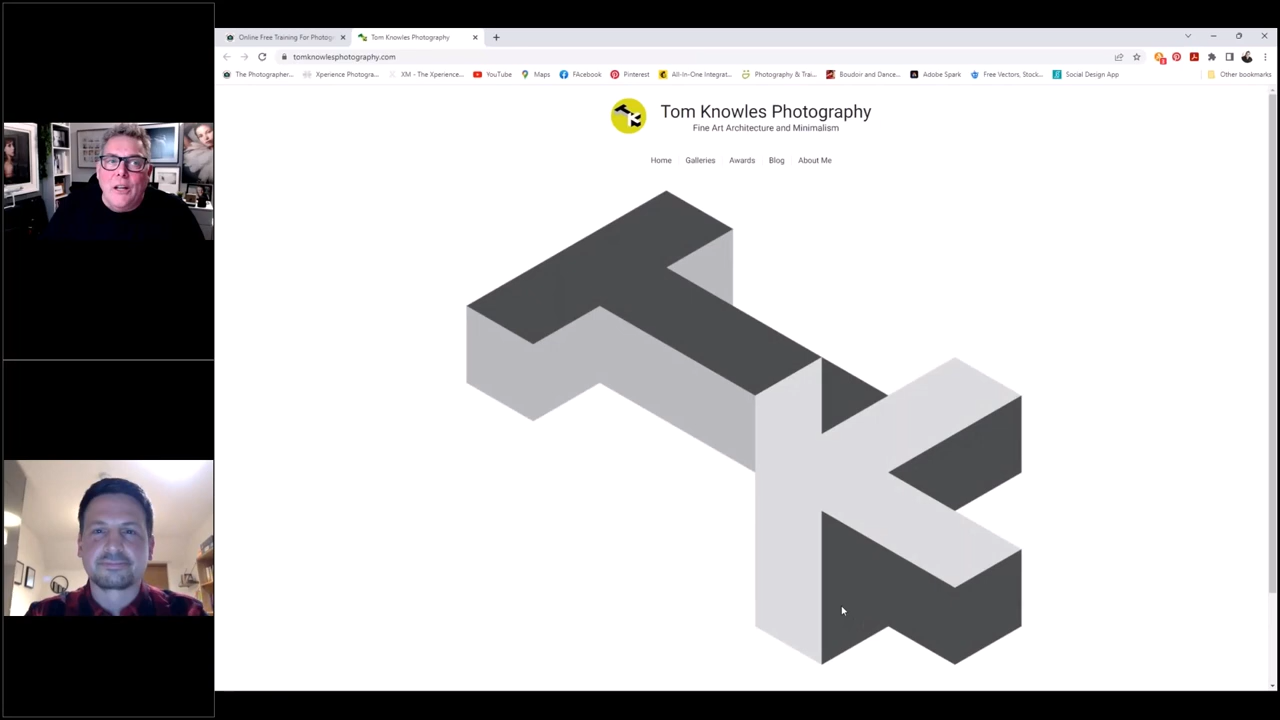 Online Free Training For Photog
Tom Knowles Photography
tomknowlesphotography.com
The Photographer...
Xperience Photogra...
XM - The Xperience...
YouTube
Maps
FAcebook
Pinterest
All-In-One Integrat...
Photography & Trai...
Boudoir and Dance...
Adobe Spark
Free Vectors, Stock...
Social Design App
Other bookmarks
TK
Tom Knowles Photography
Fine Art Architecture and Minimalism
Home
Galleries
Awards
Blog
About Me
TK